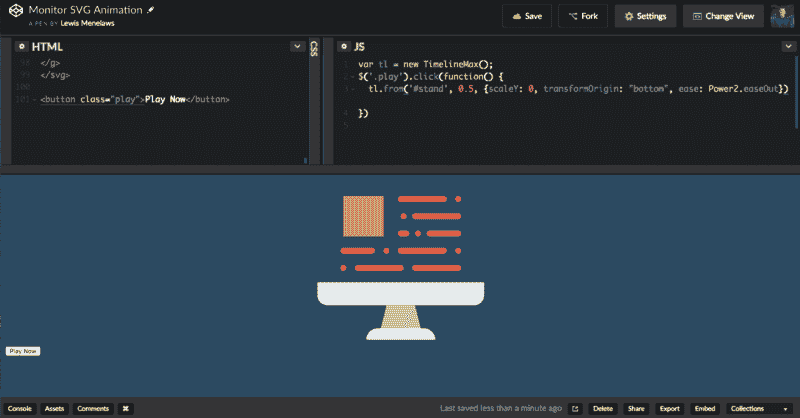 Monitor SVG Animation
A PEN BY Lewis Menelaws
Save
Fork
Settings
Change View
HTML
98 </g>
99 </svg>
100
101 <button class="play">Play Now</button>
CSS
JS
1 var tl = new TimelineMax();
2 $('.play').click(function() {
3 tl.from('#stand', 0.5, {scaleY: 0, transformOrigin: "bottom", ease: Power2.easeOut})
4 })
5
Play Now
Console Assets Comments ⌘ Last saved less than a minute ago Delete Share Export Embed Collections